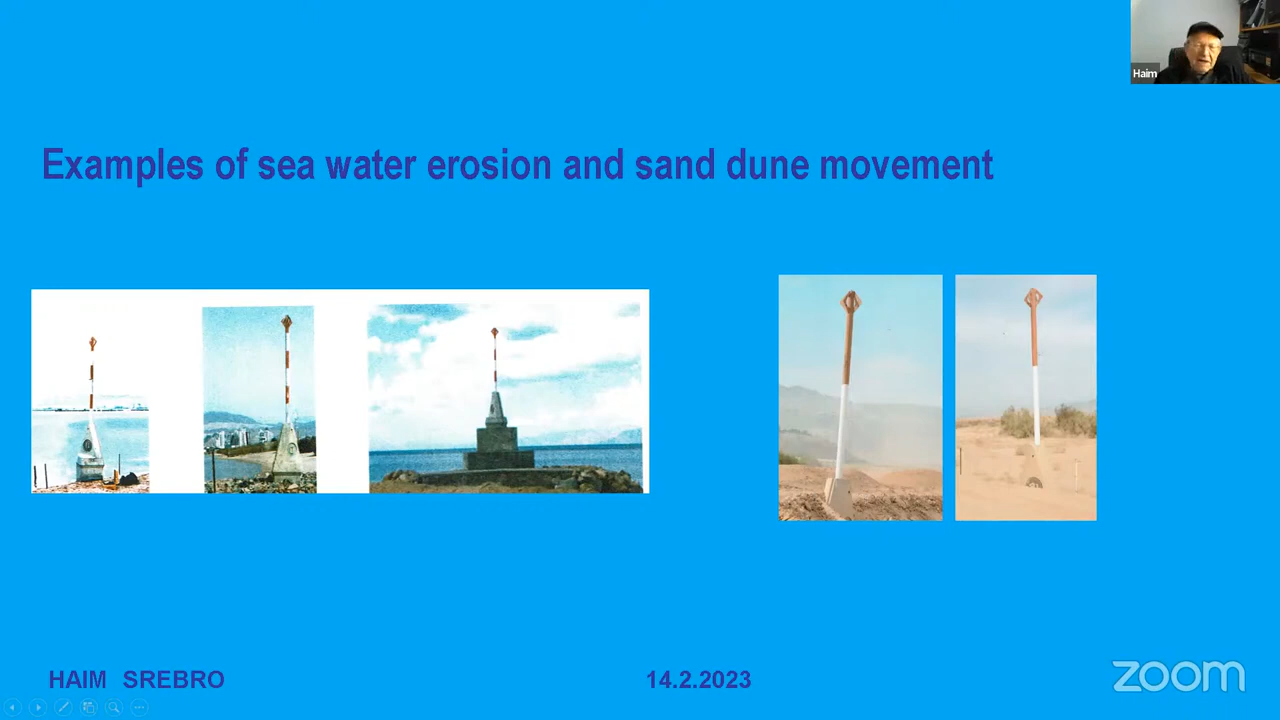 Haim
Examples of sea water erosion and sand dune movement
HAIM SREBRO
14.2.2023
zoom